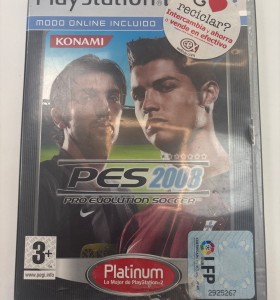 PlayStation
MODO ONLINE INCLUIDO
reciclar?
Intercambia y ahorra
o vende en efectivo
KONAMI
PES 2008
PRO EVOLUTION SOCCER
3+
www.pegi.info
Platinum
Lo Mejor de PlayStation®2
LFP
2925267